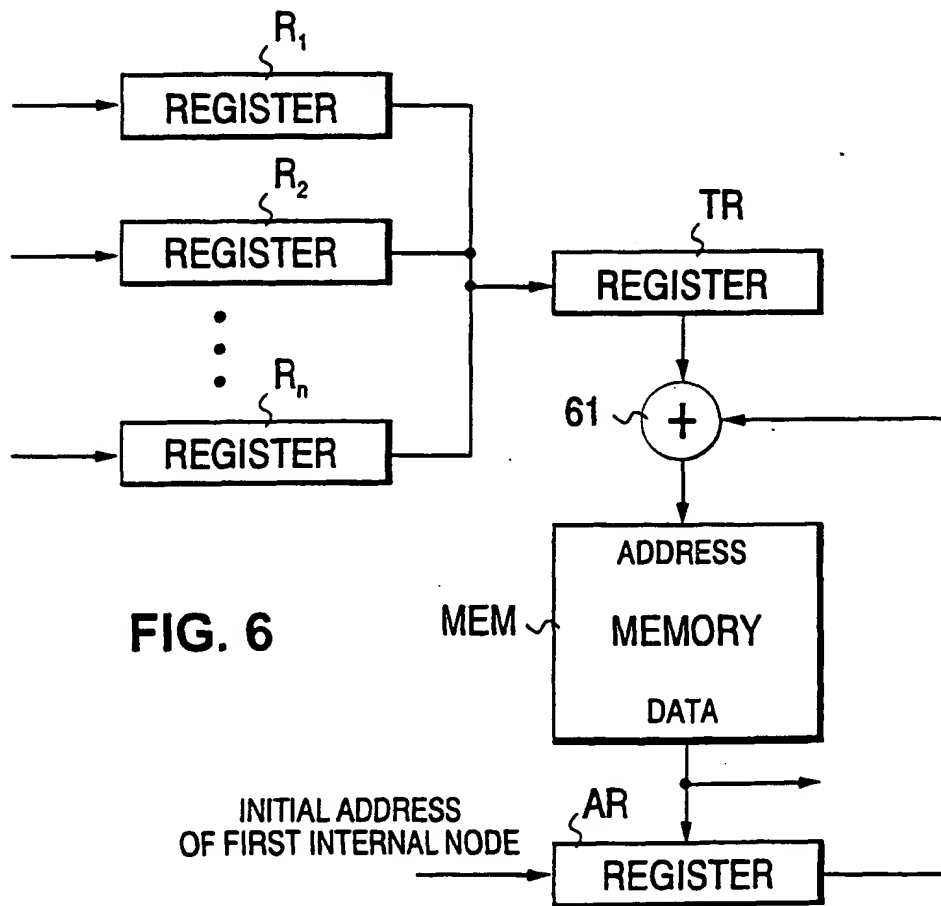 R1
REGISTER
R2
REGISTER
TR
REGISTER
Rn
REGISTER
61
+
ADDRESS
MEMORY
DATA
MEM
FIG. 6
INITIAL ADDRESS
OF FIRST INTERNAL NODE
AR
REGISTER